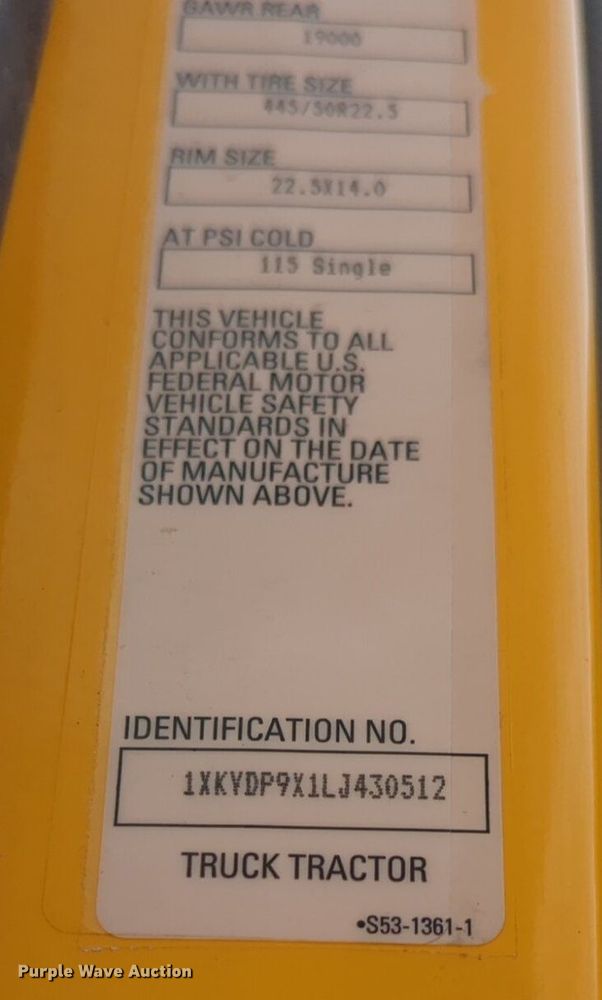 GAWR REAR
19000
WITH TIRE SIZE
445/50R22.5
RIM SIZE
22.5X14.0
AT PSI COLD
115 Single
THIS VEHICLE
CONFORMS TO ALL
APPLICABLE U.S.
FEDERAL MOTOR
VEHICLE SAFETY
STANDARDS IN
EFFECT ON THE DATE
OF MANUFACTURE
SHOWN ABOVE.
IDENTIFICATION NO.
1XKYDP9X1LJ430512
TRUCK TRACTOR
•S53-1361-1
Purple Wave Auction